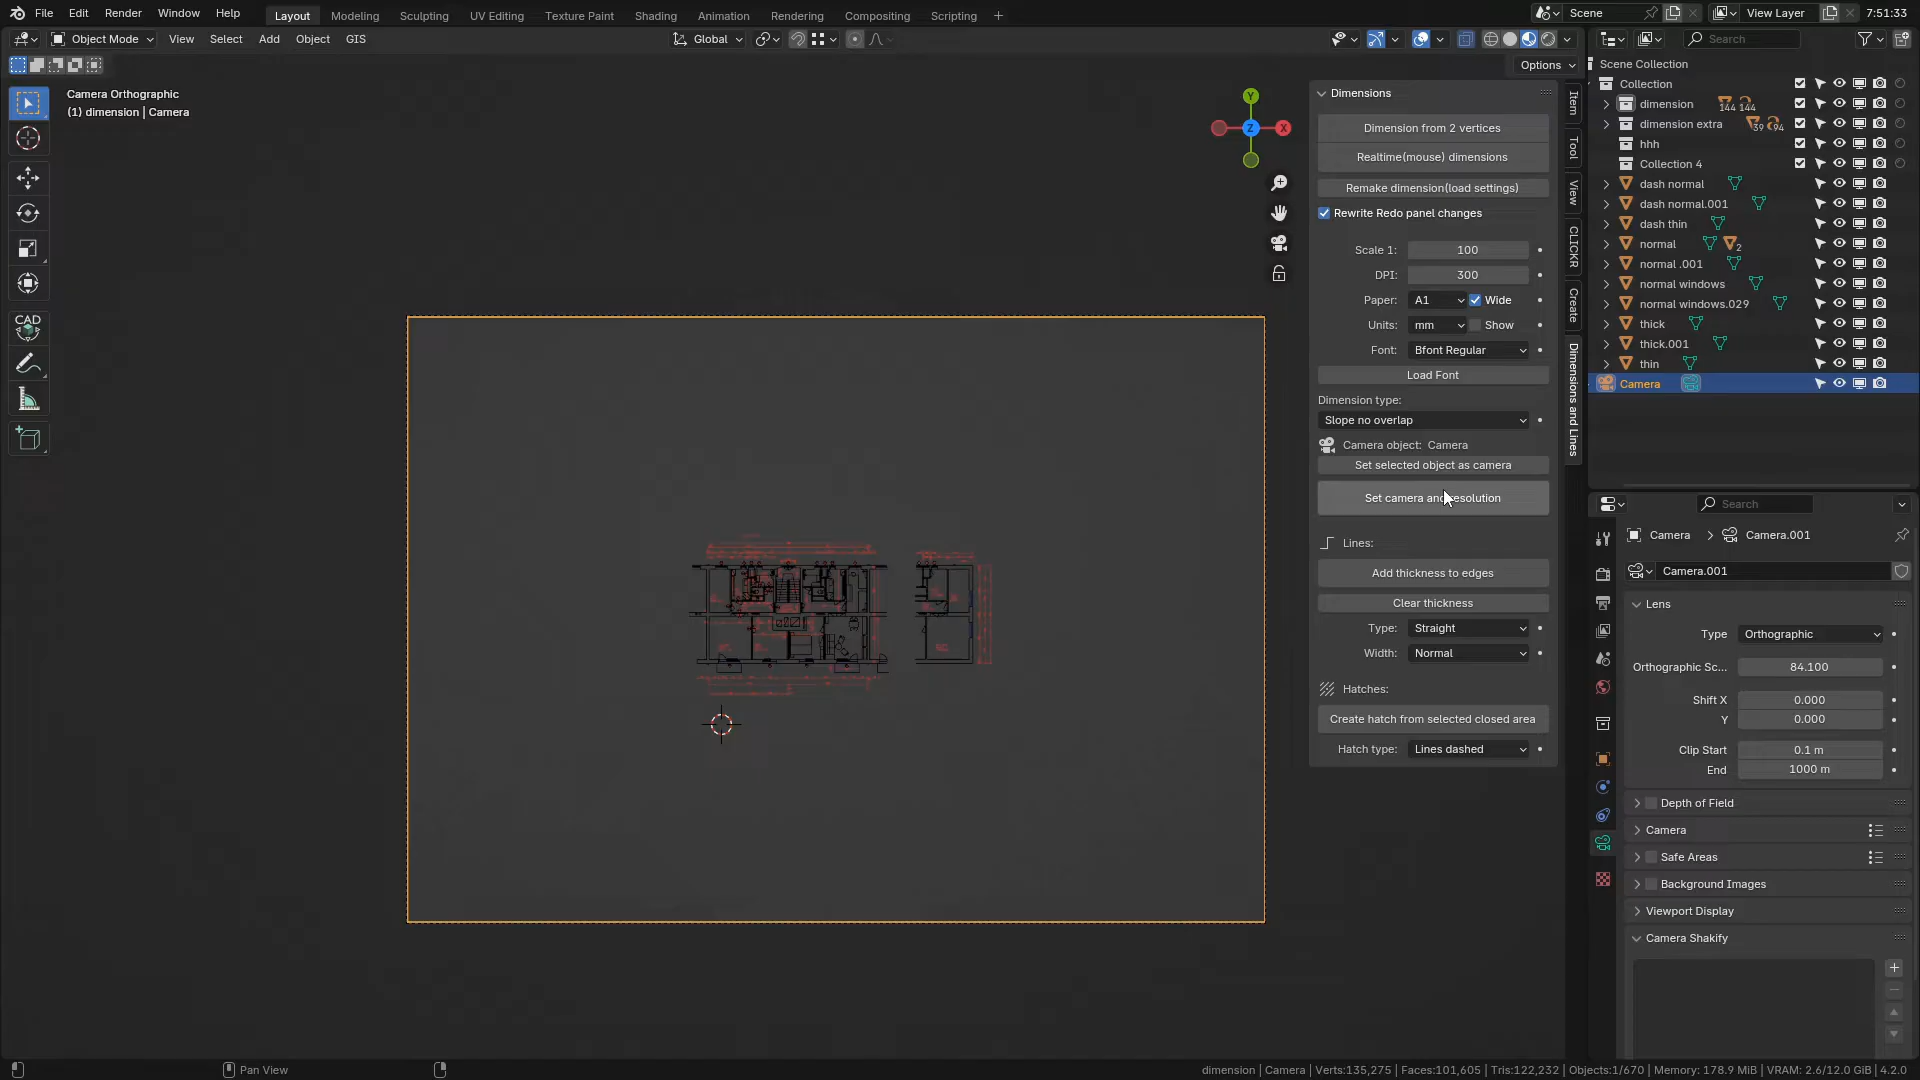 File Edit Render Window Help
Layout Modeling Sculpting UV Editing Texture Paint Shading Animation Rendering Compositing Scripting +
Scene View Layer 7:51:33
Object Mode View Select Add Object GIS
Global
Search
Options
Camera Orthographic
(1) dimension | Camera
Y
Z
X
CAD
Dimensions
Dimension from 2 vertices
Realtime(mouse) dimensions
Remake dimension(load settings)
Rewrite Redo panel changes
Scale 1: 100
DPI: 300
Paper: A1 Wide
Units: mm Show
Font: Bfont Regular
Load Font
Dimension type:
Slope no overlap
Camera object: Camera
Set selected object as camera
Set camera and resolution
Lines:
Add thickness to edges
Clear thickness
Type: Straight
Width: Normal
Hatches:
Create hatch from selected closed area
Hatch type: Lines dashed
Item
Tool
View
CLICKR
Create
Dimensions and Lines
Scene Collection
Collection
dimension 144 144
dimension extra 39 94
hhh
Collection 4
dash normal
dash normal.001
dash thin
normal 2
normal .001
normal windows
normal windows.029
thick
thick.001
thin
Camera
Search
Camera > Camera.001
Camera.001
Lens
Type Orthographic
Orthographic Sc... 84.100
Shift X 0.000
Y 0.000
Clip Start 0.1 m
End 1000 m
Depth of Field
Camera
Safe Areas
Background Images
Viewport Display
Camera Shakify
Pan View
dimension | Camera | Verts:135,275 | Faces:101,605 | Tris:122,232 | Objects:1/670 | Memory: 178.9 MiB | VRAM: 2.6/12.0 GiB | 4.2.0